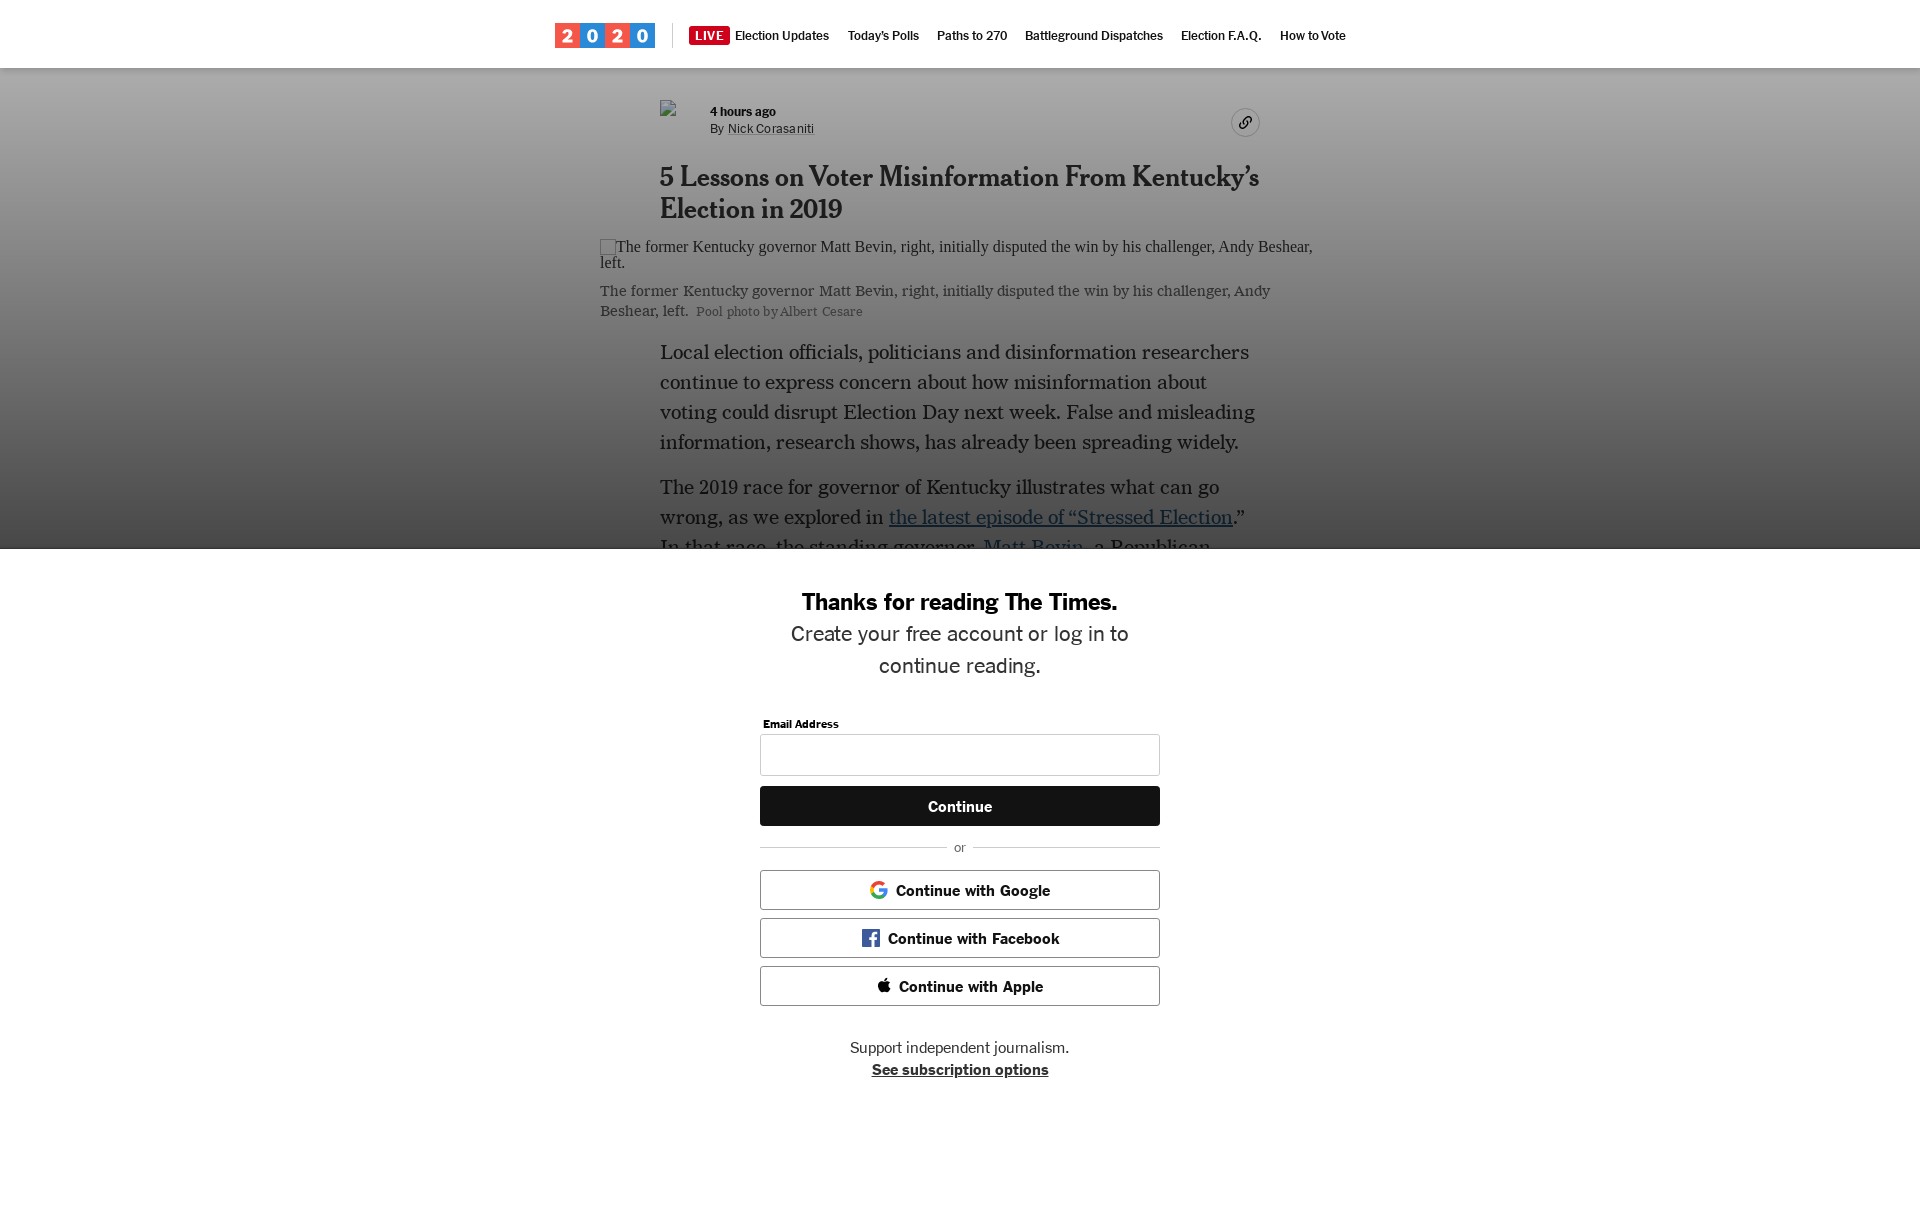 2020
LIVE Election Updates Today's Polls Paths to 270 Battleground Dispatches Election F.A.Q. How to Vote
4 hours ago
By Nick Corasaniti
5 Lessons on Voter Misinformation From Kentucky’s
Election in 2019
The former Kentucky governor Matt Bevin, right, initially disputed the win by his challenger, Andy Beshear,
left.
The former Kentucky governor Matt Bevin, right, initially disputed the win by his challenger, Andy
Beshear, left. Pool photo by Albert Cesare
Local election officials, politicians and disinformation researchers
continue to express concern about how misinformation about
voting could disrupt Election Day next week. False and misleading
information, research shows, has already been spreading widely.
The 2019 race for governor of Kentucky illustrates what can go
wrong, as we explored in the latest episode of “Stressed Election.”
In that race, the standing governor, Matt Bevin, a Republican,
Thanks for reading The Times.
Create your free account or log in to
continue reading.
Email Address
Continue
or
Continue with Google
Continue with Facebook
Continue with Apple
Support independent journalism.
See subscription options